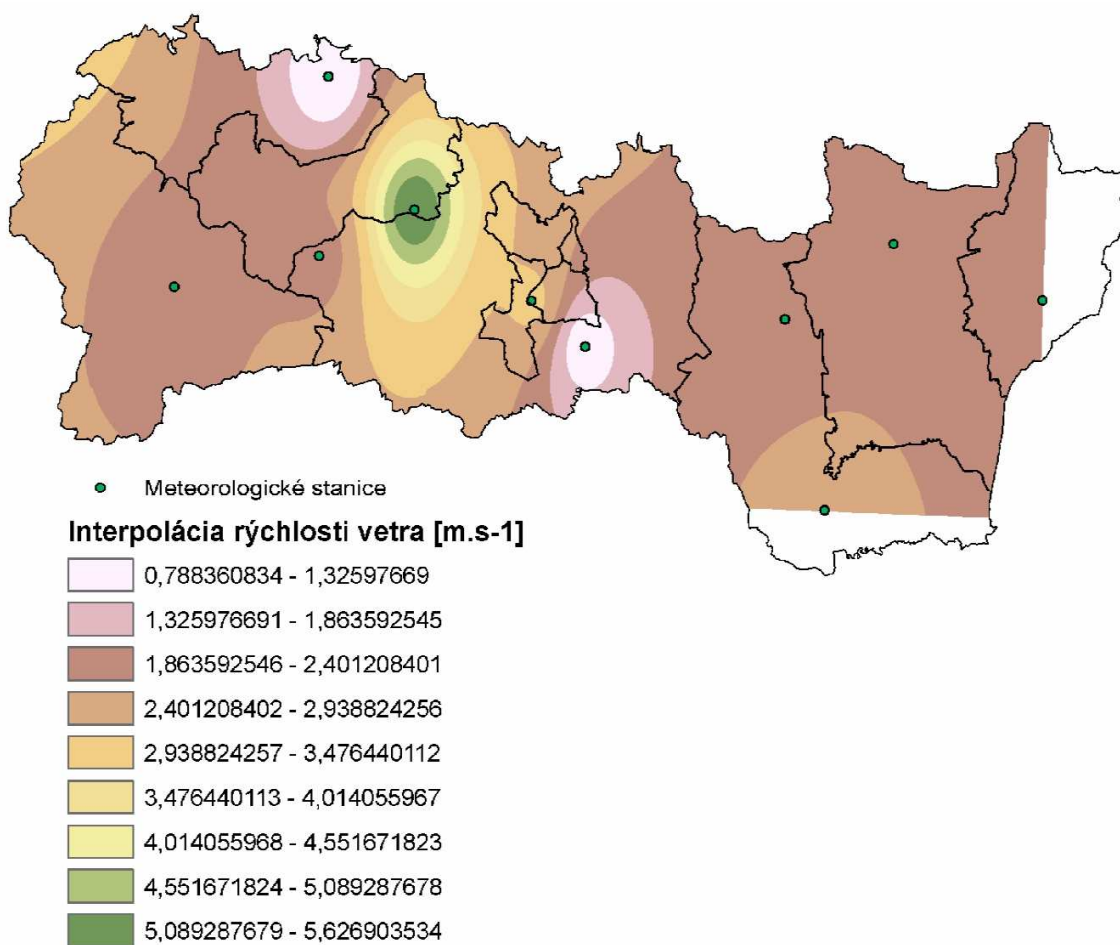 Meteorologické stanice
Interpolácia rýchlosti vetra [m.s-1]
0,788360834 - 1,32597669
1,325976691 - 1,863592545
1,863592546 - 2,401208401
2,401208402 - 2,938824256
2,938824257 - 3,476440112
3,476440113 - 4,014055967
4,014055968 - 4,551671823
4,551671824 - 5,089287678
5,089287679 - 5,626903534